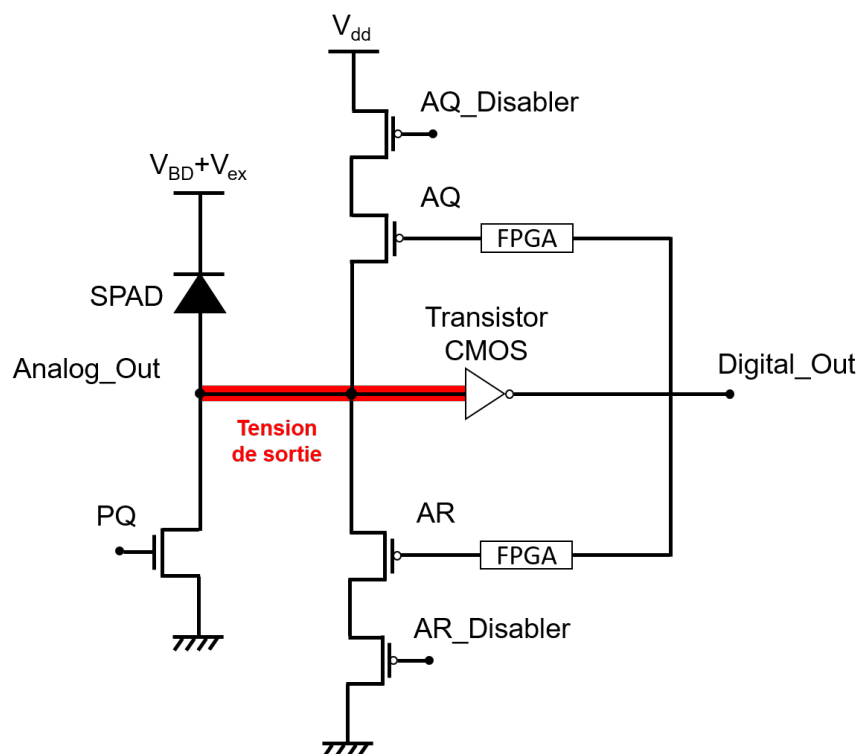 V_dd
AQ_Disabler
V_BD+V_ex
AQ
FPGA
SPAD
Transistor
CMOS
Analog_Out
Digital_Out
Tension
de sortie
PQ
AR
FPGA
AR_Disabler